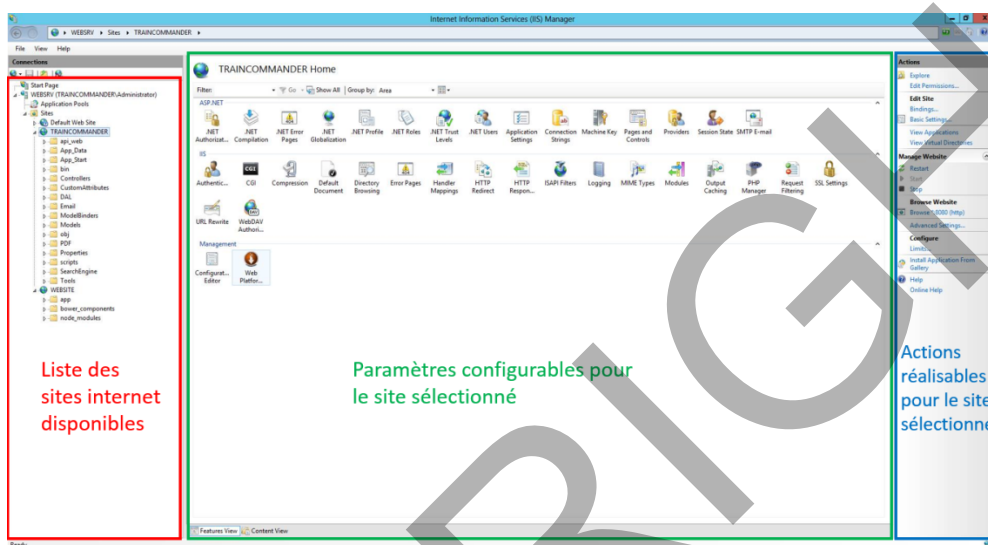 Internet Information Services (IIS) Manager
WEBSRV Sites TRAINCOMMANDER
File View Help
Connections
Start Page
WEBSRV (TRAINCOMMANDER\Administrator)
Application Pools
Sites
Default Web Site
TRAINCOMMANDER
api_web
App_Data
App_Start
bin
Controllers
CustomAttributes
DAL
Email
ModelBinders
Models
obj
PDF
Properties
scripts
SearchEngine
Tools
WEBSITE
app
bower_components
node_modules
Liste des
sites internet
disponibles
TRAINCOMMANDER Home
Filter: Go Show All Group by: Area
ASP.NET
.NET Authorizat... .NET Compilation .NET Error Pages .NET Globalization .NET Profile .NET Roles .NET Trust Levels .NET Users Application Settings Connection Strings Machine Key Pages and Controls Providers Session State SMTP E-mail
IIS
Authentic... CGI Compression Default Document Directory Browsing Error Pages Handler Mappings HTTP Redirect HTTP Respon... ISAPI Filters Logging MIME Types Modules Output Caching PHP Manager Request Filtering SSL Settings
URL Rewrite WebDAV Authori...
Management
Configurat... Editor Web Platfor...
Paramètres configurables pour
le site sélectionné
Features View Content View
Actions
Explore
Edit Permissions...
Edit Site
Bindings...
Basic Settings...
View Applications
View Virtual Directories
Manage Website
Restart
Start
Stop
Browse Website
Browse *:8080 (http)
Advanced Settings...
Configure
Limits...
Install Application From
Gallery
Help
Online Help
Actions
réalisables
pour le site
sélectionné
Ready
RIGH